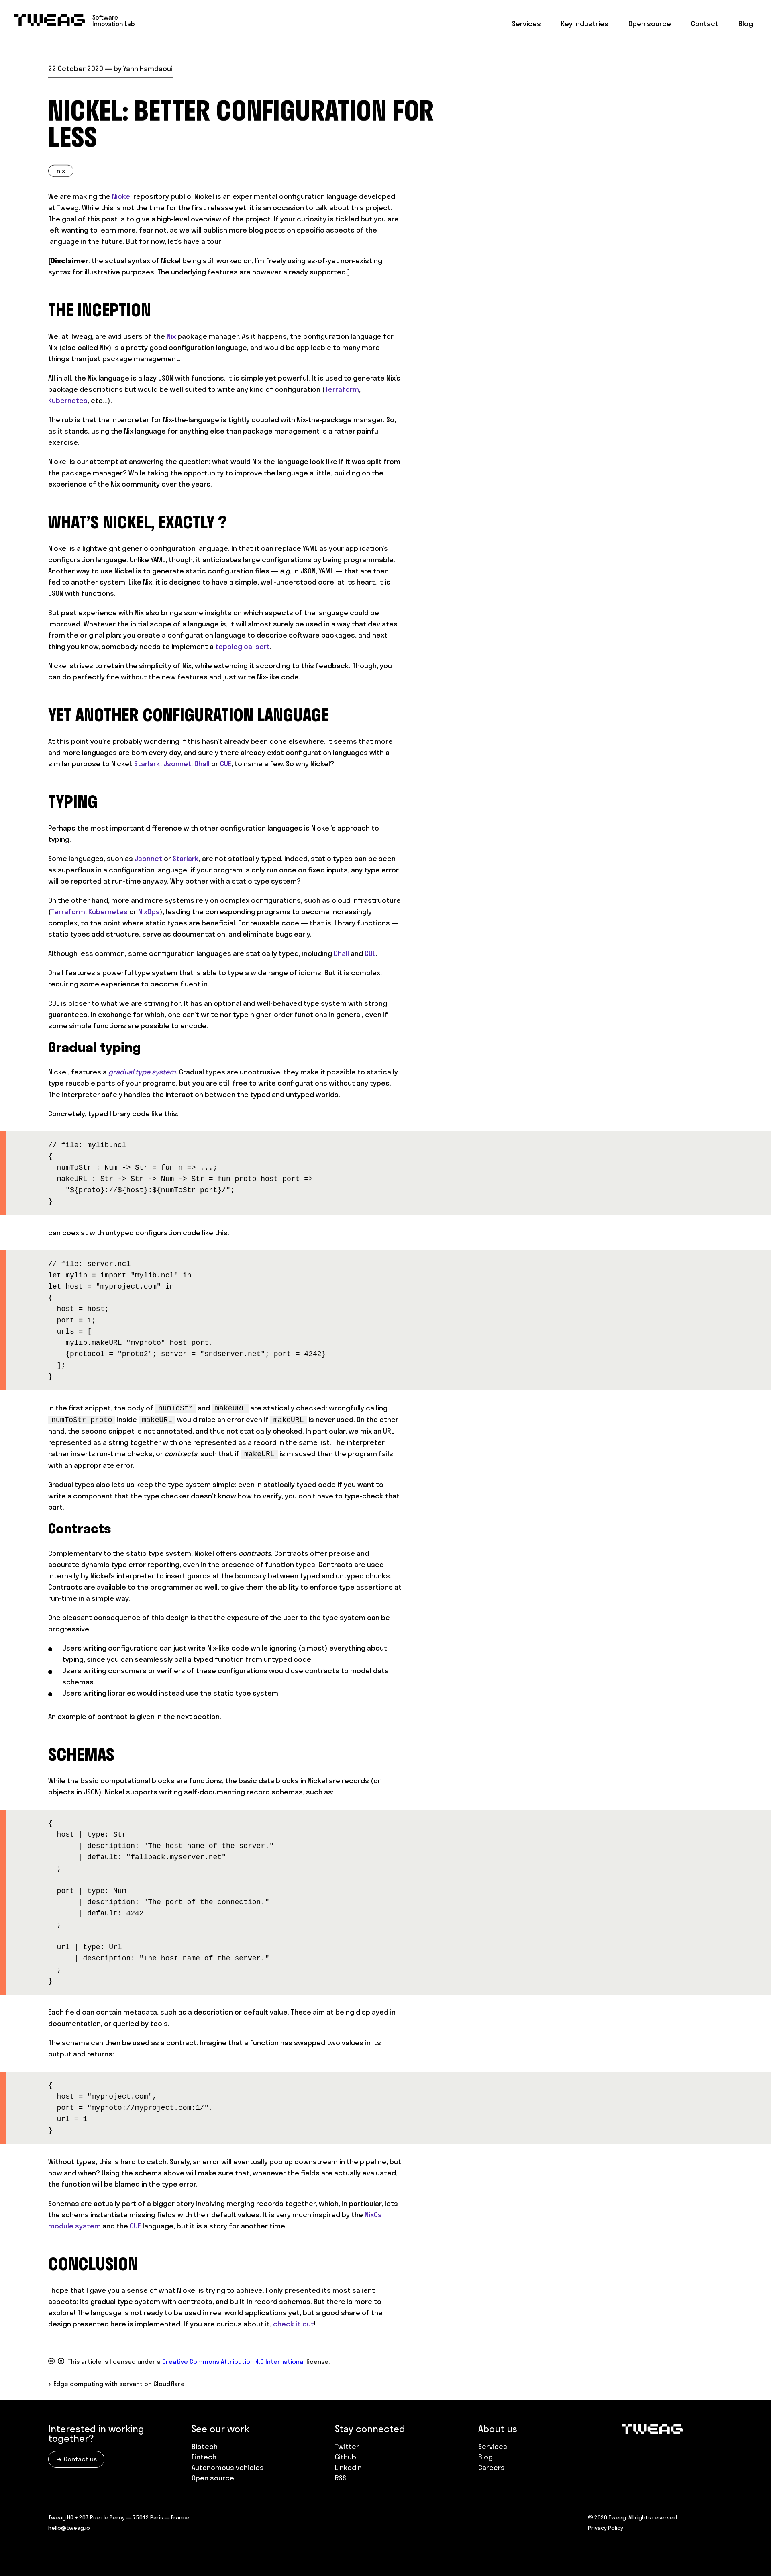 TWEAG Software
Innovation Lab
Services Key industries Open source Contact Blog
22 October 2020 — by Yann Hamdaoui
NICKEL: BETTER CONFIGURATION FOR
LESS
nix
We are making the Nickel repository public. Nickel is an experimental configuration language developed
at Tweag. While this is not the time for the first release yet, it is an occasion to talk about this project.
The goal of this post is to give a high-level overview of the project. If your curiosity is tickled but you are
left wanting to learn more, fear not, as we will publish more blog posts on specific aspects of the
language in the future. But for now, let’s have a tour!
[Disclaimer: the actual syntax of Nickel being still worked on, I’m freely using as-of-yet non-existing
syntax for illustrative purposes. The underlying features are however already supported.]
THE INCEPTION
We, at Tweag, are avid users of the Nix package manager. As it happens, the configuration language for
Nix (also called Nix) is a pretty good configuration language, and would be applicable to many more
things than just package management.
All in all, the Nix language is a lazy JSON with functions. It is simple yet powerful. It is used to generate Nix’s
package descriptions but would be well suited to write any kind of configuration (Terraform,
Kubernetes, etc…).
The rub is that the interpreter for Nix-the-language is tightly coupled with Nix-the-package manager. So,
as it stands, using the Nix language for anything else than package management is a rather painful
exercise.
Nickel is our attempt at answering the question: what would Nix-the-language look like if it was split from
the package manager? While taking the opportunity to improve the language a little, building on the
experience of the Nix community over the years.
WHAT’S NICKEL, EXACTLY ?
Nickel is a lightweight generic configuration language. In that it can replace YAML as your application’s
configuration language. Unlike YAML, though, it anticipates large configurations by being programmable.
Another way to use Nickel is to generate static configuration files — e.g. in JSON, YAML — that are then
fed to another system. Like Nix, it is designed to have a simple, well-understood core: at its heart, it is
JSON with functions.
But past experience with Nix also brings some insights on which aspects of the language could be
improved. Whatever the initial scope of a language is, it will almost surely be used in a way that deviates
from the original plan: you create a configuration language to describe software packages, and next
thing you know, somebody needs to implement a topological sort.
Nickel strives to retain the simplicity of Nix, while extending it according to this feedback. Though, you
can do perfectly fine without the new features and just write Nix-like code.
YET ANOTHER CONFIGURATION LANGUAGE
At this point you’re probably wondering if this hasn’t already been done elsewhere. It seems that more
and more languages are born every day, and surely there already exist configuration languages with a
similar purpose to Nickel: Starlark, Jsonnet, Dhall or CUE, to name a few. So why Nickel?
TYPING
Perhaps the most important difference with other configuration languages is Nickel’s approach to
typing.
Some languages, such as Jsonnet or Starlark, are not statically typed. Indeed, static types can be seen
as superflous in a configuration language: if your program is only run once on fixed inputs, any type error
will be reported at run-time anyway. Why bother with a static type system?
On the other hand, more and more systems rely on complex configurations, such as cloud infrastructure
(Terraform, Kubernetes or NixOps), leading the corresponding programs to become increasingly
complex, to the point where static types are beneficial. For reusable code — that is, library functions —
static types add structure, serve as documentation, and eliminate bugs early.
Although less common, some configuration languages are statically typed, including Dhall and CUE.
Dhall features a powerful type system that is able to type a wide range of idioms. But it is complex,
requiring some experience to become fluent in.
CUE is closer to what we are striving for. It has an optional and well-behaved type system with strong
guarantees. In exchange for which, one can’t write nor type higher-order functions in general, even if
some simple functions are possible to encode.
Gradual typing
Nickel, features a gradual type system. Gradual types are unobtrusive: they make it possible to statically
type reusable parts of your programs, but you are still free to write configurations without any types.
The interpreter safely handles the interaction between the typed and untyped worlds.
Concretely, typed library code like this:
// file: mylib.ncl
{
  numToStr : Num -> Str = fun n => ...;
  makeURL : Str -> Str -> Num -> Str = fun proto host port =>
    "${proto}://${host}:${numToStr port}/";
}
can coexist with untyped configuration code like this:
// file: server.ncl
let mylib = import "mylib.ncl" in
let host = "myproject.com" in
{
  host = host;
  port = 1;
  urls = [
    mylib.makeURL "myproto" host port,
    {protocol = "proto2"; server = "sndserver.net"; port = 4242}
  ];
}
In the first snippet, the body of numToStr and makeURL are statically checked: wrongfully calling
numToStr proto inside makeURL would raise an error even if makeURL is never used. On the other
hand, the second snippet is not annotated, and thus not statically checked. In particular, we mix an URL
represented as a string together with one represented as a record in the same list. The interpreter
rather inserts run-time checks, or contracts, such that if makeURL is misused then the program fails
with an appropriate error.
Gradual types also lets us keep the type system simple: even in statically typed code if you want to
write a component that the type checker doesn’t know how to verify, you don’t have to type-check that
part.
Contracts
Complementary to the static type system, Nickel offers contracts. Contracts offer precise and
accurate dynamic type error reporting, even in the presence of function types. Contracts are used
internally by Nickel’s interpreter to insert guards at the boundary between typed and untyped chunks.
Contracts are available to the programmer as well, to give them the ability to enforce type assertions at
run-time in a simple way.
One pleasant consequence of this design is that the exposure of the user to the type system can be
progressive:
● Users writing configurations can just write Nix-like code while ignoring (almost) everything about
typing, since you can seamlessly call a typed function from untyped code.
● Users writing consumers or verifiers of these configurations would use contracts to model data
schemas.
● Users writing libraries would instead use the static type system.
An example of contract is given in the next section.
SCHEMAS
While the basic computational blocks are functions, the basic data blocks in Nickel are records (or
objects in JSON). Nickel supports writing self-documenting record schemas, such as:
{
  host | type: Str
       | description: "The host name of the server."
       | default: "fallback.myserver.net"
  ;
  port | type: Num
       | description: "The port of the connection."
       | default: 4242
  ;
  url | type: Url
      | description: "The host name of the server."
  ;
}
Each field can contain metadata, such as a description or default value. These aim at being displayed in
documentation, or queried by tools.
The schema can then be used as a contract. Imagine that a function has swapped two values in its
output and returns:
{
  host = "myproject.com",
  port = "myproto://myproject.com:1/",
  url = 1
}
Without types, this is hard to catch. Surely, an error will eventually pop up downstream in the pipeline, but
how and when? Using the schema above will make sure that, whenever the fields are actually evaluated,
the function will be blamed in the type error.
Schemas are actually part of a bigger story involving merging records together, which, in particular, lets
the schema instantiate missing fields with their default values. It is very much inspired by the NixOs
module system and the CUE language, but it is a story for another time.
CONCLUSION
I hope that I gave you a sense of what Nickel is trying to achieve. I only presented its most salient
aspects: its gradual type system with contracts, and built-in record schemas. But there is more to
explore! The language is not ready to be used in real world applications yet, but a good share of the
design presented here is implemented. If you are curious about it, check it out!
This article is licensed under a Creative Commons Attribution 4.0 International license.
← Edge computing with servant on Cloudflare
Interested in working
together?
→ Contact us
See our work
Biotech
Fintech
Autonomous vehicles
Open source
Stay connected
Twitter
GitHub
Linkedin
RSS
About us
Services
Blog
Careers
TWEAG
Tweag HQ → 207 Rue de Bercy — 75012 Paris — France
hello@tweag.io
© 2020 Tweag. All rights reserved
Privacy Policy